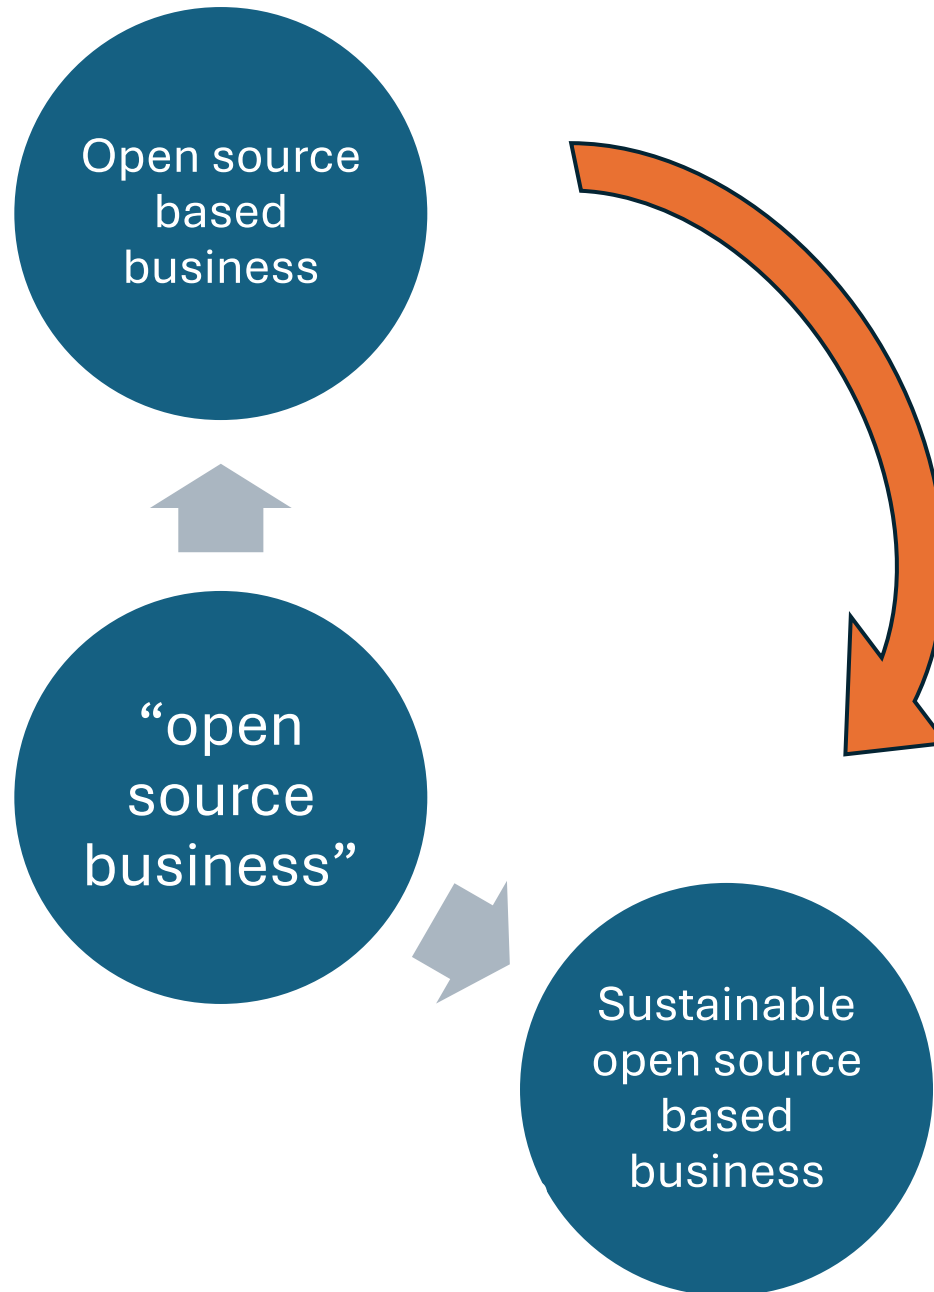 Open source
based
business
“open
source
business”
Sustainable
open source
based
business